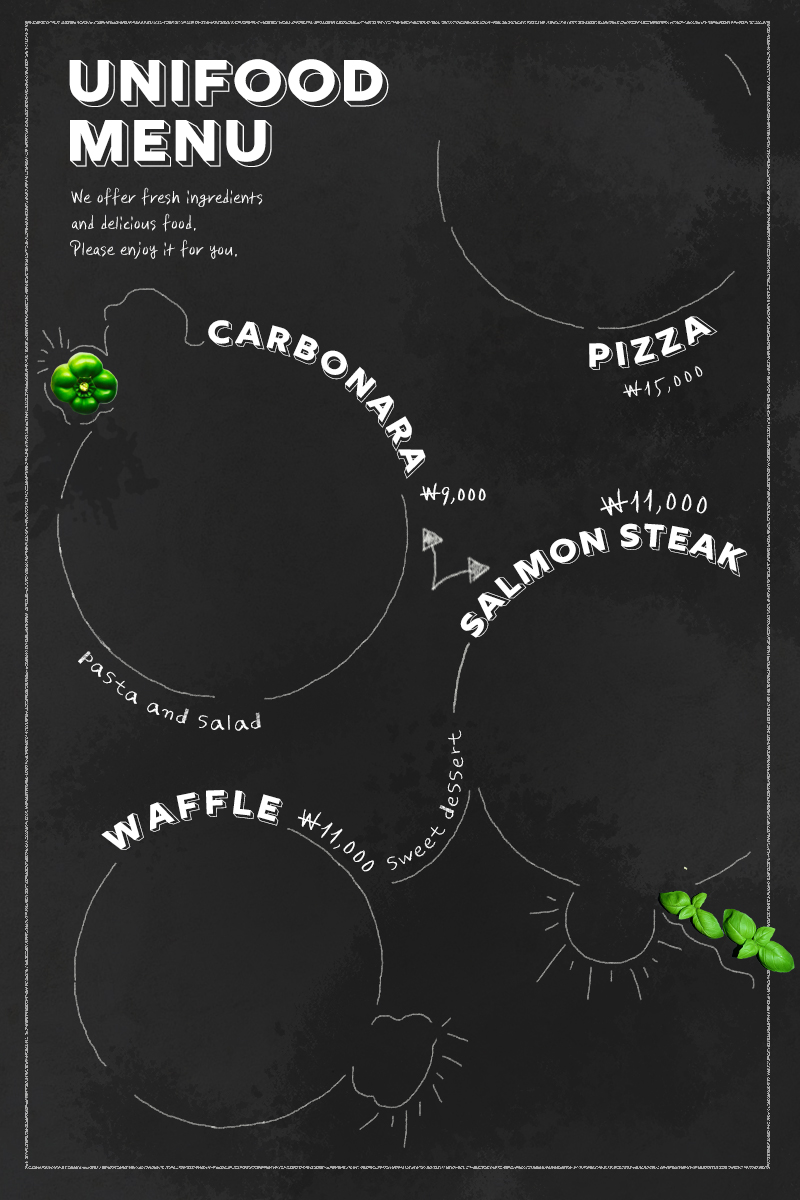 UNIFOOD
MENU
We offer fresh ingredients
and delicious food.
Please enjoy it for you.
PIZZA
₩15,000
CARBONARA
₩9,000
pasta and salad
₩11,000
SALMON STEAK
sweet dessert
WAFFLE
₩11,000